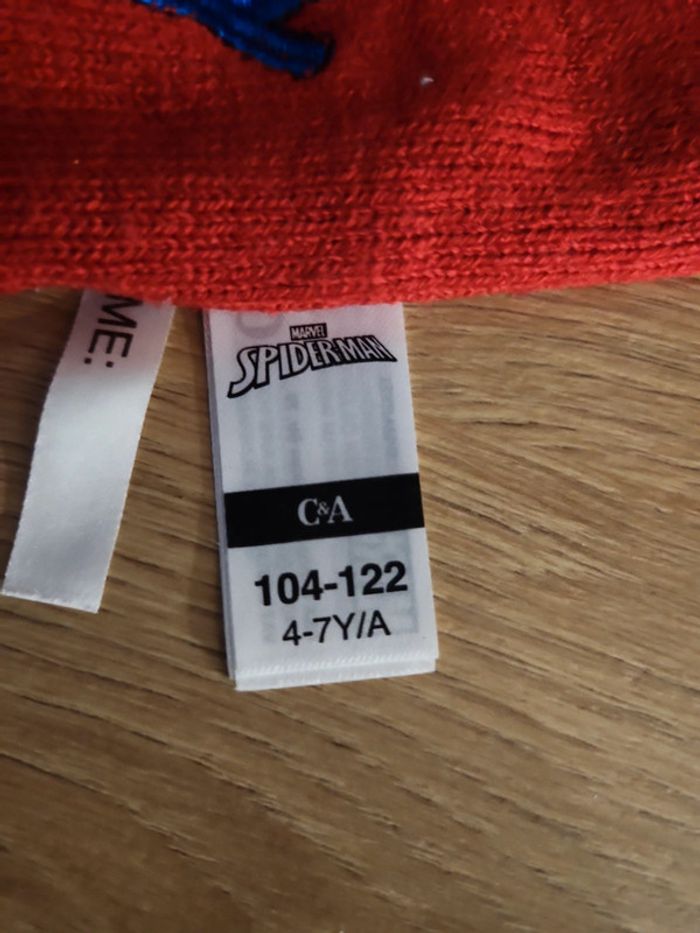 ME:
MARVEL
SPIDER-MAN
C&A
104-122
4-7Y/A